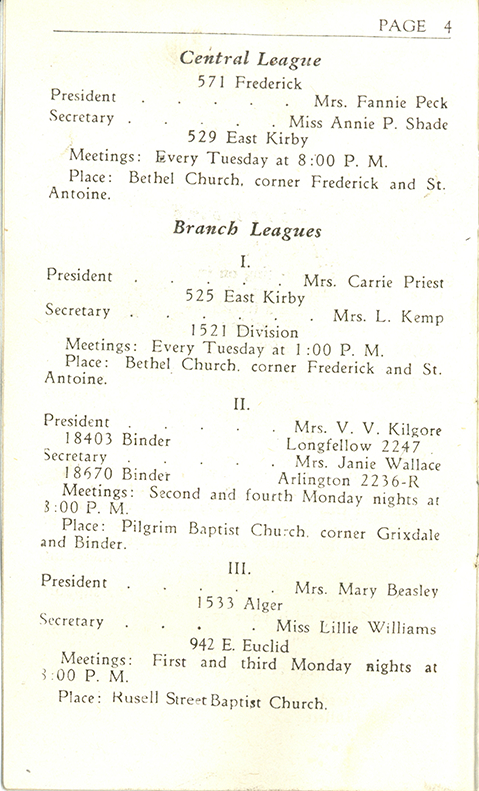 PAGE 4
Central League
571 Frederick
President . . . . . Mrs. Fannie Peck
Secretary . . . . . Miss Annie P. Shade
529 East Kirby
Meetings: Every Tuesday at 8:00 P. M.
Place: Bethel Church, corner Frederick and St.
Antoine.
Branch Leagues
I.
President . . . . . Mrs. Carrie Priest
525 East Kirby
Secretary . . . . . . Mrs. L. Kemp
1521 Division
Meetings: Every Tuesday at 1:00 P. M.
Place: Bethel Church. corner Frederick and St.
Antoine.
II.
President . . . . . Mrs. V. V. Kilgore
18403 Binder Longfellow 2247
Secretary . . . . . Mrs. Janie Wallace
18670 Binder Arlington 2236-R
Meetings: Second and fourth Monday nights at
8:00 P. M.
Place: Pilgrim Baptist Church. corner Grixdale
and Binder.
III.
President . . . . . Mrs. Mary Beasley
1533 Alger
Secretary . . . . . Miss Lillie Williams
942 E. Euclid
Meetings: First and third Monday nights at
8:00 P. M.
Place: Rusell Street Baptist Church.